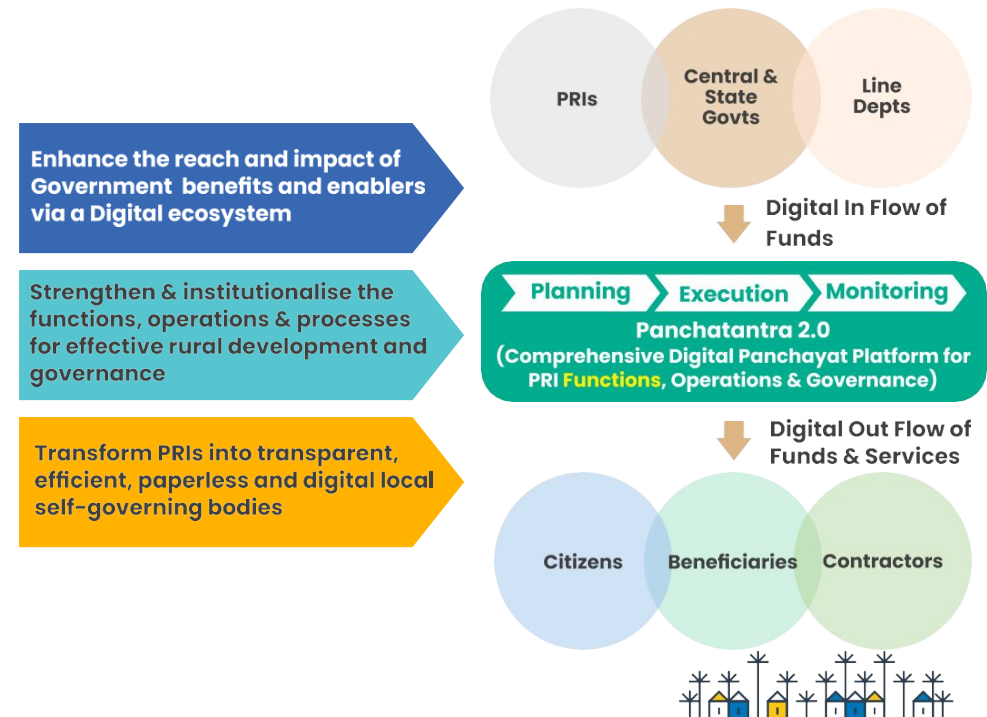 Enhance the reach and impact of
Government benefits and enablers
via a Digital ecosystem
Strengthen & institutionalise the
functions, operations & processes
for effective rural development and
governance
Transform PRIs into transparent,
efficient, paperless and digital local
self-governing bodies
PRIs
Central &
State
Govts
Line
Depts
Digital In Flow of
Funds
Planning
Execution
Monitoring
Panchatantra 2.0
(Comprehensive Digital Panchayat Platform for
PRI Functions, Operations & Governance)
Digital Out Flow of
Funds & Services
Citizens
Beneficiaries
Contractors